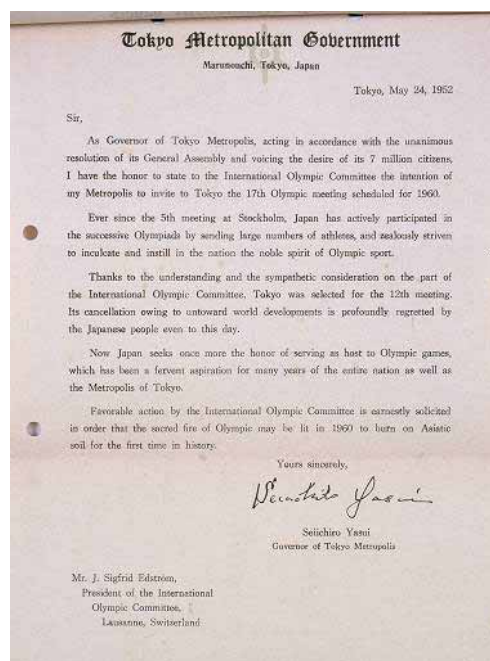 Tokyo Metropolitan Government
Marunouchi, Tokyo, Japan
Tokyo, May 24, 1952
Sir,
As Governor of Tokyo Metropolis, acting in accordance with the unanimous
resolution of its General Assembly and voicing the desire of its 7 million citizens,
I have the honor to state to the International Olympic Committee the intention of
my Metropolis to invite to Tokyo the 17th Olympic meeting scheduled for 1960.
Ever since the 5th meeting at Stockholm, Japan has actively participated in
the successive Olympiads by sending large numbers of athletes, and zealously striven
to inculcate and instill in the nation the noble spirit of Olympic sport.
Thanks to the understanding and the sympathetic consideration on the part of
the International Olympic Committee, Tokyo was selected for the 12th meeting.
Its cancellation owing to untoward world developments is profoundly regretted by
the Japanese people even to this day.
Now Japan seeks once more the honor of serving as host to Olympic games,
which has been a fervent aspiration for many years of the entire nation as well as
the Metropolis of Tokyo.
Favorable action by the International Olympic Committee is earnestly solicited
in order that the sacred fire of Olympic may be lit in 1960 to burn on Asiatic
soil for the first time in history.
Yours sincerely,
Seiichiro Yasui
Seiichiro Yasui
Governor of Tokyo Metropolis
Mr. J. Sigfrid Edström,
President of the International
Olympic Committee,
Lausanne, Switzerland